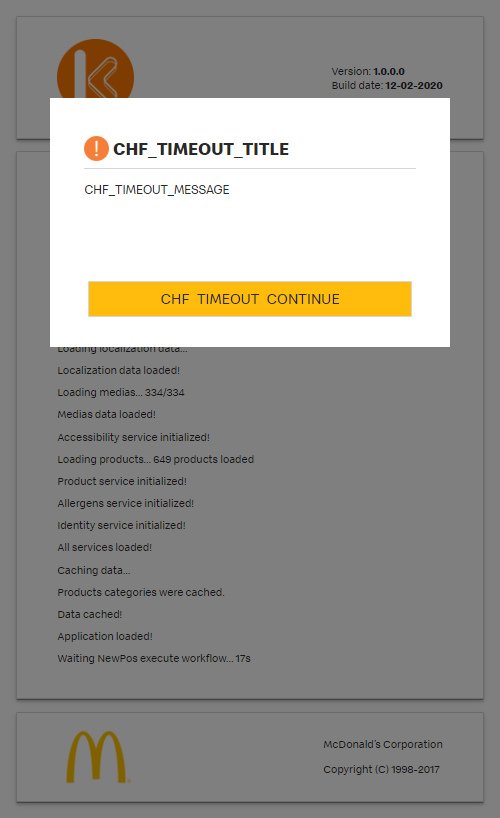 Version: 1.0.0.0
Build date: 12-02-2020
CHF_TIMEOUT_TITLE
CHF_TIMEOUT_MESSAGE
CHF_TIMEOUT_CONTINUE
Loading localization data...
Localization data loaded!
Loading medias... 334/334
Medias data loaded!
Accessibility service initialized!
Loading products... 649 products loaded
Product service initialized!
Allergens service initialized!
Identity service initialized!
All services loaded!
Caching data...
Products categories were cached.
Data cached!
Application loaded!
Waiting NewPos execute workflow... 17s
McDonald's Corporation
Copyright (C) 1998-2017